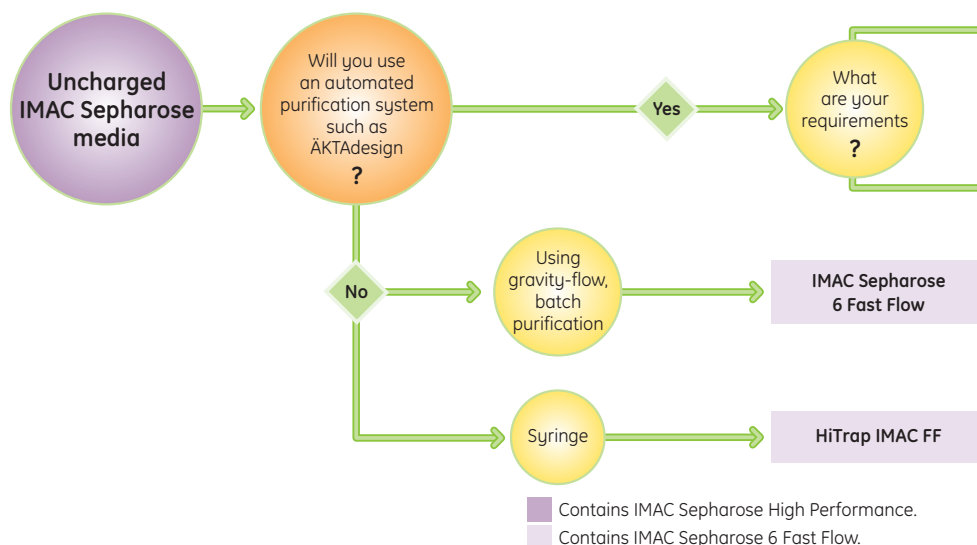 Uncharged
IMAC Sepharose
media
Will you use
an automated
purification system
such as
ÄKTAdesign
?
Yes
What
are your
requirements
?
No
Using
gravity-flow,
batch
purification
IMAC Sepharose
6 Fast Flow
Syringe
HiTrap IMAC FF
Contains IMAC Sepharose High Performance.
Contains IMAC Sepharose 6 Fast Flow.